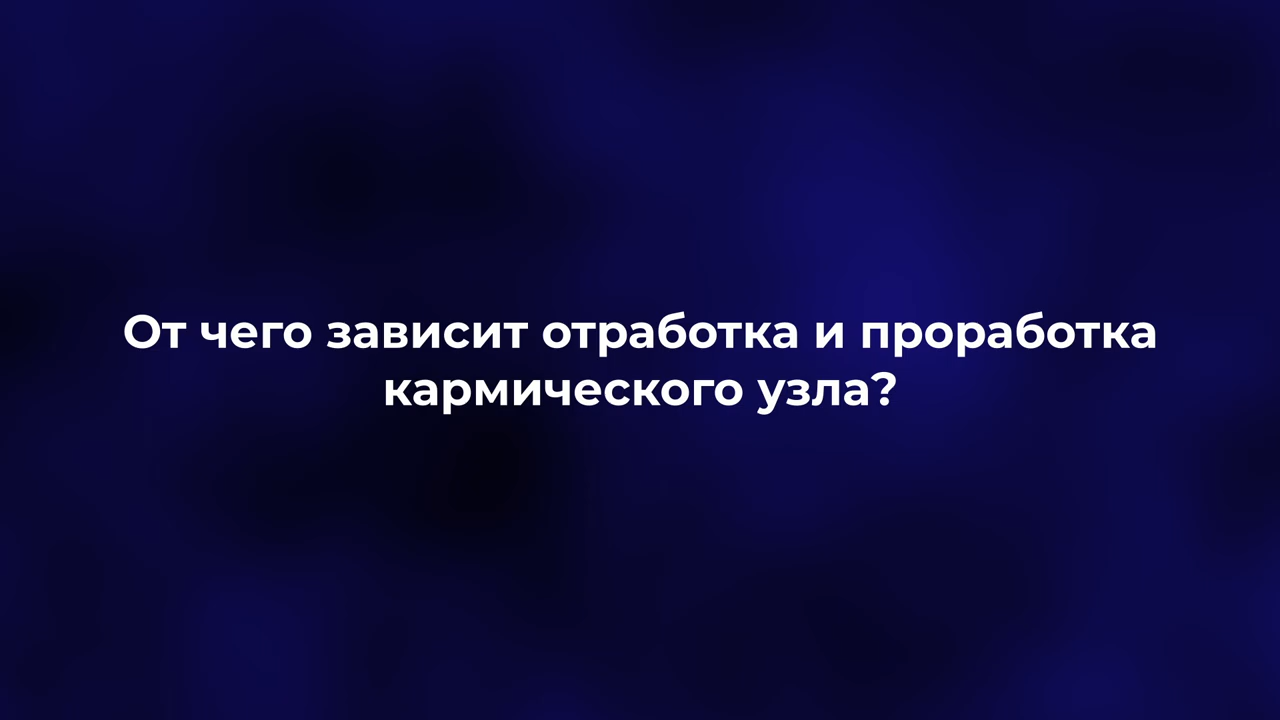 От чего зависит отработка и проработка
кармического узла?